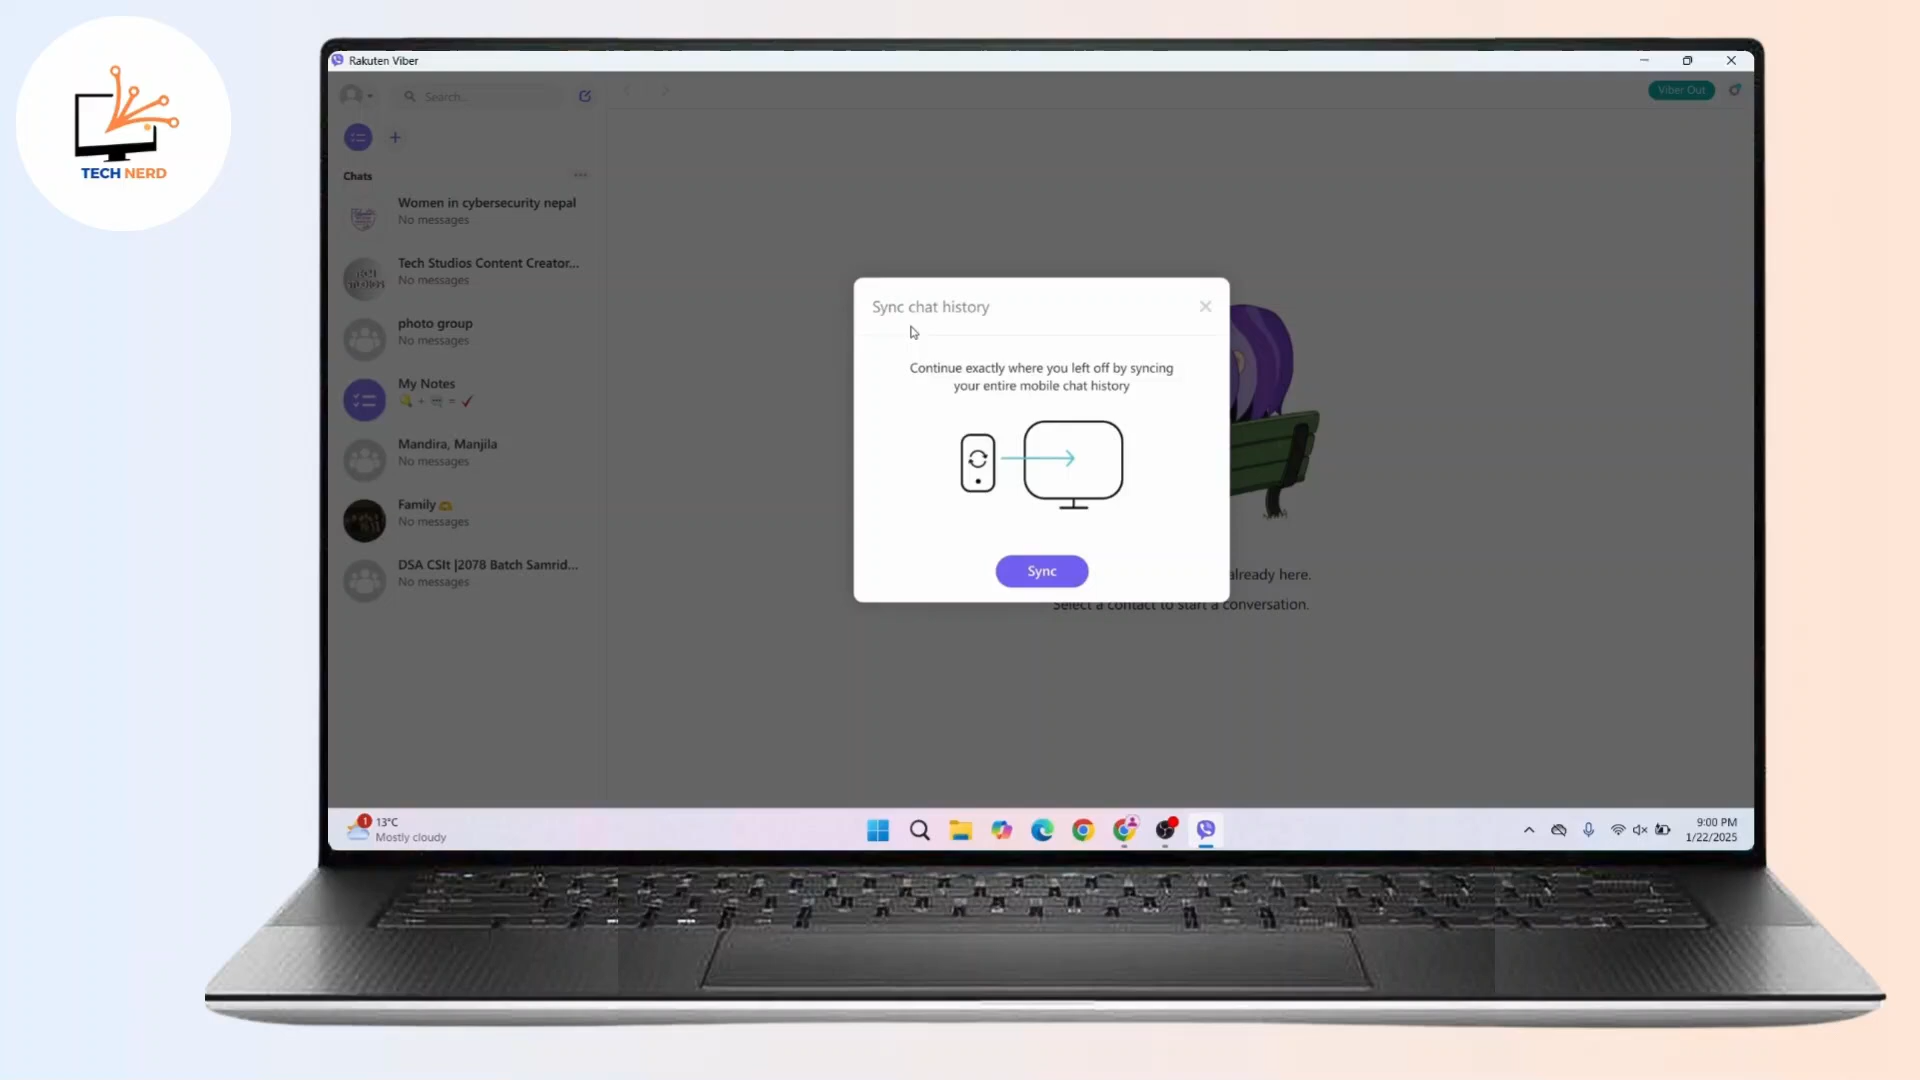 TECH NERD
Rakuten Viber
Search...
Viber Out
Chats
Women in cybersecurity nepal
No messages
Tech Studios Content Creator...
No messages
photo group
No messages
My Notes
Mandira, Manjila
No messages
Family
No messages
DSA CSIt |2078 Batch Samrid...
No messages
Sync chat history
Continue exactly where you left off by syncing
your entire mobile chat history
Sync
already here.
Select a contact to start a conversation.
1
13°C
Mostly cloudy
9:00 PM
1/22/2025